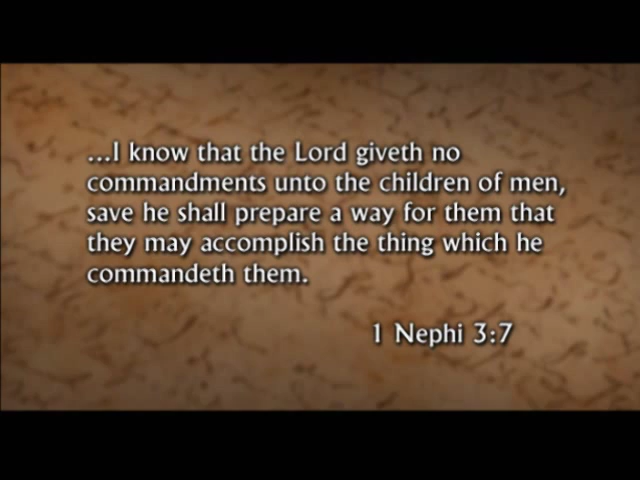 ...I know that the Lord giveth no
commandments unto the children of men,
save he shall prepare a way for them that
they may accomplish the thing which he
commandeth them.
1 Nephi 3:7